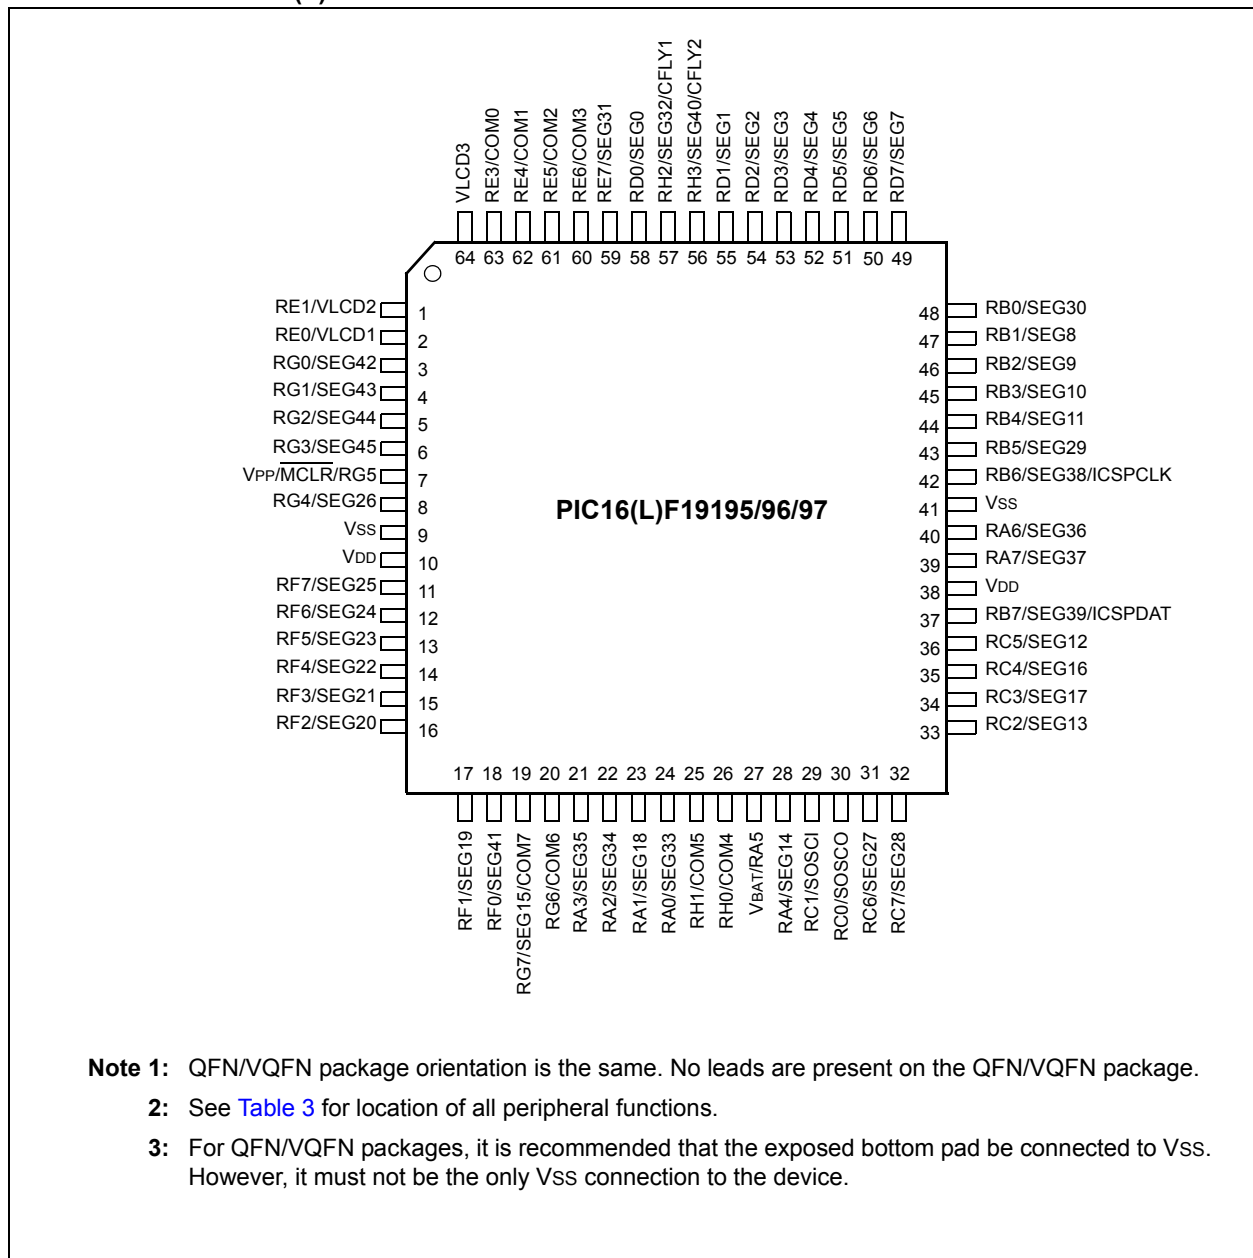 VLCD3
RE3/COM0
RE4/COM1
RE5/COM2
RE6/COM3
RE7/SEG31
RD0/SEG0
RH2/SEG32/CFLY1
RH3/SEG40/CFLY2
RD1/SEG1
RD2/SEG2
RD3/SEG3
RD4/SEG4
RD5/SEG5
RD6/SEG6
RD7/SEG7
64 63 62 61 60 59 58 57 56 55 54 53 52 51 50 49
RE1/VLCD2 1
RE0/VLCD1 2
RG0/SEG42 3
RG1/SEG43 4
RG2/SEG44 5
RG3/SEG45 6
VPP/MCLR/RG5 7
RG4/SEG26 8
VSS 9
VDD 10
RF7/SEG25 11
RF6/SEG24 12
RF5/SEG23 13
RF4/SEG22 14
RF3/SEG21 15
RF2/SEG20 16
PIC16(L)F19195/96/97
48 RB0/SEG30
47 RB1/SEG8
46 RB2/SEG9
45 RB3/SEG10
44 RB4/SEG11
43 RB5/SEG29
42 RB6/SEG38/ICSPCLK
41 VSS
40 RA6/SEG36
39 RA7/SEG37
38 VDD
37 RB7/SEG39/ICSPDAT
36 RC5/SEG12
35 RC4/SEG16
34 RC3/SEG17
33 RC2/SEG13
17 18 19 20 21 22 23 24 25 26 27 28 29 30 31 32
RF1/SEG19
RF0/SEG41
RG7/SEG15/COM7
RG6/COM6
RA3/SEG35
RA2/SEG34
RA1/SEG18
RA0/SEG33
RH1/COM5
RH0/COM4
VBAT/RA5
RA4/SEG14
RC1/SOSCI
RC0/SOSCO
RC6/SEG27
RC7/SEG28
Note 1: QFN/VQFN package orientation is the same. No leads are present on the QFN/VQFN package.
2: See Table 3 for location of all peripheral functions.
3: For QFN/VQFN packages, it is recommended that the exposed bottom pad be connected to VSS.
However, it must not be the only VSS connection to the device.